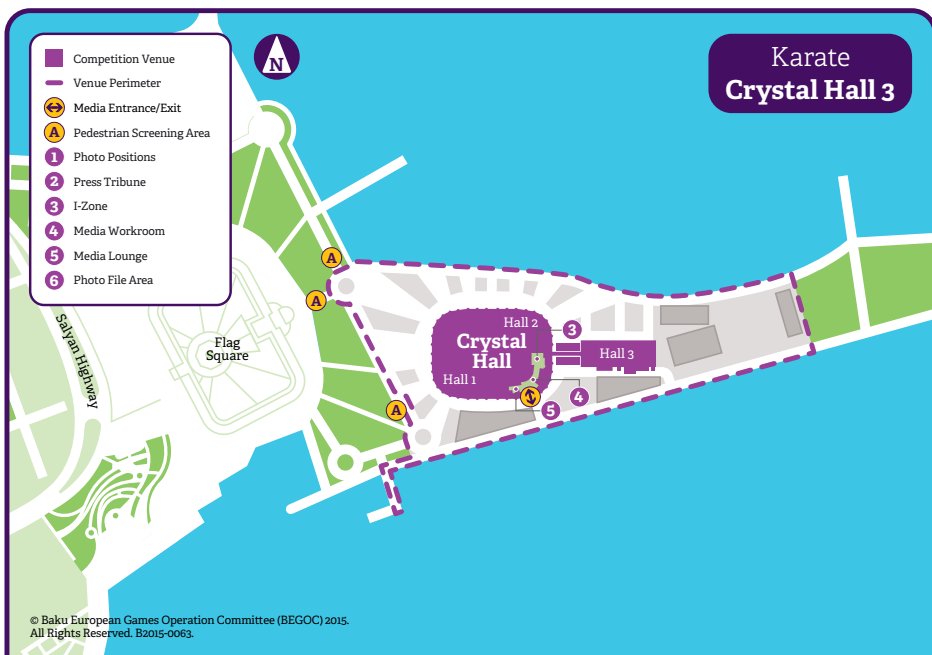 Competition Venue
Venue Perimeter
Media Entrance/Exit
A Pedestrian Screening Area
1 Photo Positions
2 Press Tribune
3 I-Zone
4 Media Workroom
5 Media Lounge
6 Photo File Area
N
Karate
Crystal Hall 3
A
A
A
Salyan Highway
Flag
Square
Hall 2
Crystal
Hall
Hall 1
3
Hall 3
4
5
© Baku European Games Operation Committee (BEGOC) 2015.
All Rights Reserved. B2015-0063.